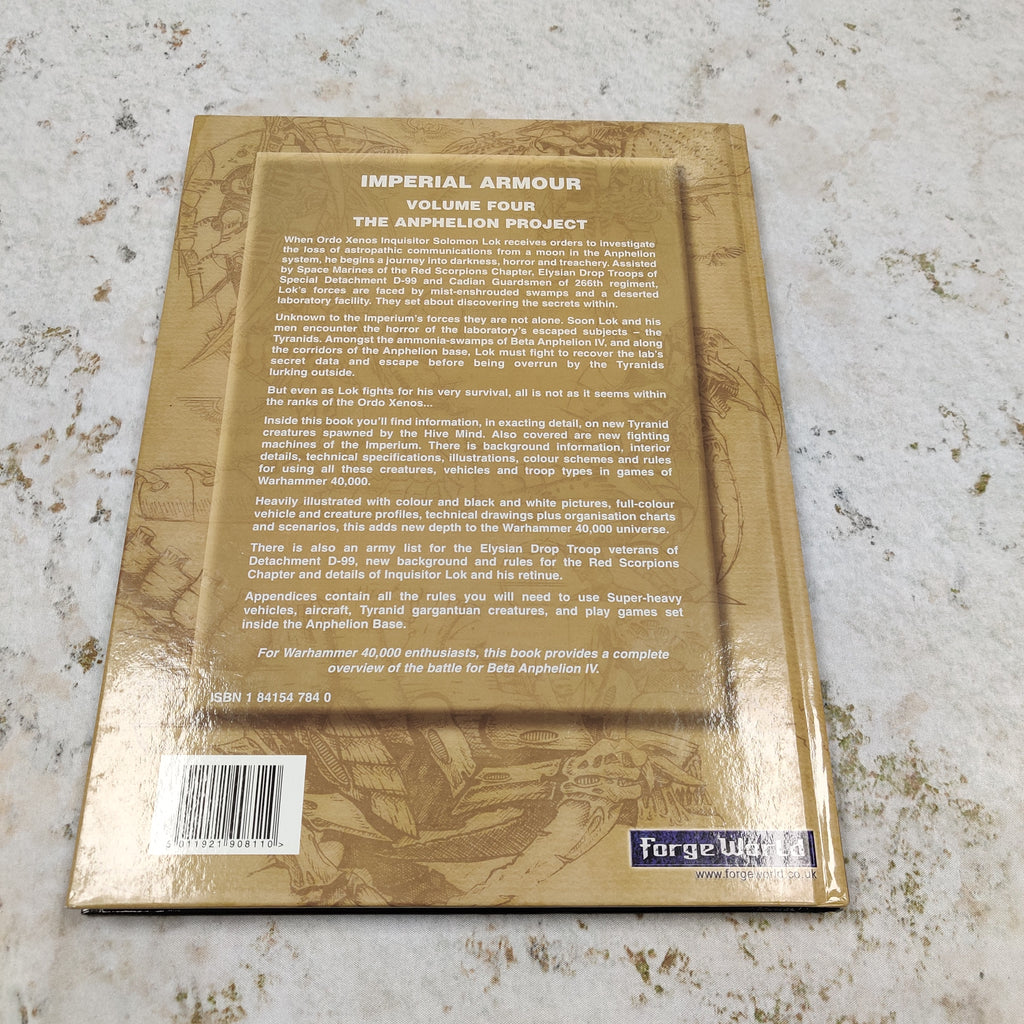 IMPERIAL ARMOUR
VOLUME FOUR
THE ANPHELION PROJECT
When Ordo Xenos Inquisitor Solomon Lok receives orders to investigate
the loss of astropathic communications from a moon in the Anphelion
system, he begins a journey into darkness, horror and treachery. Assisted
by Space Marines of the Red Scorpions Chapter, Elysian Drop Troops of
Special Detachment D-99 and Cadian Guardsmen of 266th regiment,
Lok's forces are faced by mist-enshrouded swamps and a deserted
laboratory facility. They set about discovering the secrets within.
Unknown to the Imperium's forces they are not alone. Soon Lok and his
men encounter the horror of the laboratory's escaped subjects – the
Tyranids. Amongst the ammonia-swamps of Beta Anphelion IV, and along
the corridors of the Anphelion base, Lok must fight to recover the lab's
secret data and escape before being overrun by the Tyranids
lurking outside.
But even as Lok fights for his very survival, all is not as it seems within
the ranks of the Ordo Xenos...
Inside this book you'll find information, in exacting detail, on new Tyranid
creatures spawned by the Hive Mind. Also covered are new fighting
machines of the Imperium. There is background information, interior
details, technical specifications, illustrations, colour schemes and rules
for using all these creatures, vehicles and troop types in games of
Warhammer 40,000.
Heavily illustrated with colour and black and white pictures, full-colour
vehicle and creature profiles, technical drawings plus organisation charts
and scenarios, this adds new depth to the Warhammer 40,000 universe.
There is also an army list for the Elysian Drop Troop veterans of
Detachment D-99, new background and rules for the Red Scorpions
Chapter and details of Inquisitor Lok and his retinue.
Appendices contain all the rules you will need to use Super-heavy
vehicles, aircraft, Tyranid gargantuan creatures, and play games set
inside the Anphelion Base.
For Warhammer 40,000 enthusiasts, this book provides a complete
overview of the battle for Beta Anphelion IV.
ISBN 1 84154 784 0
5 011921 908110 >
Forge World
www.forgeworld.co.uk